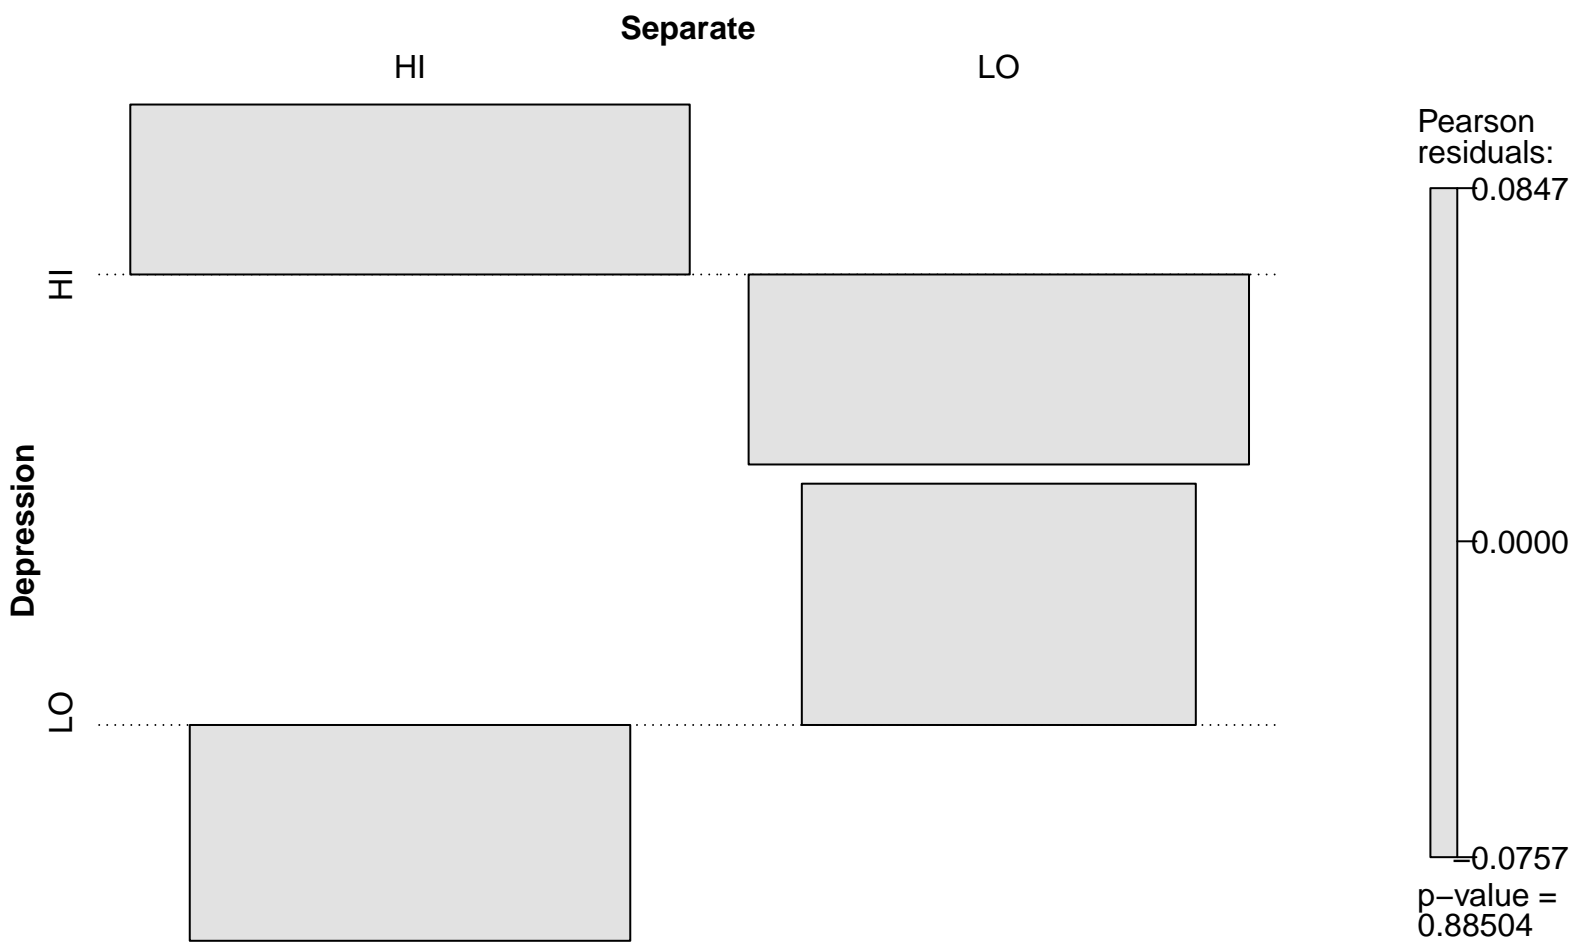 Separate
HI LO
Depression
HI
LO
Pearson
residuals:
0.0847
0.0000
−0.0757
p−value =
0.88504